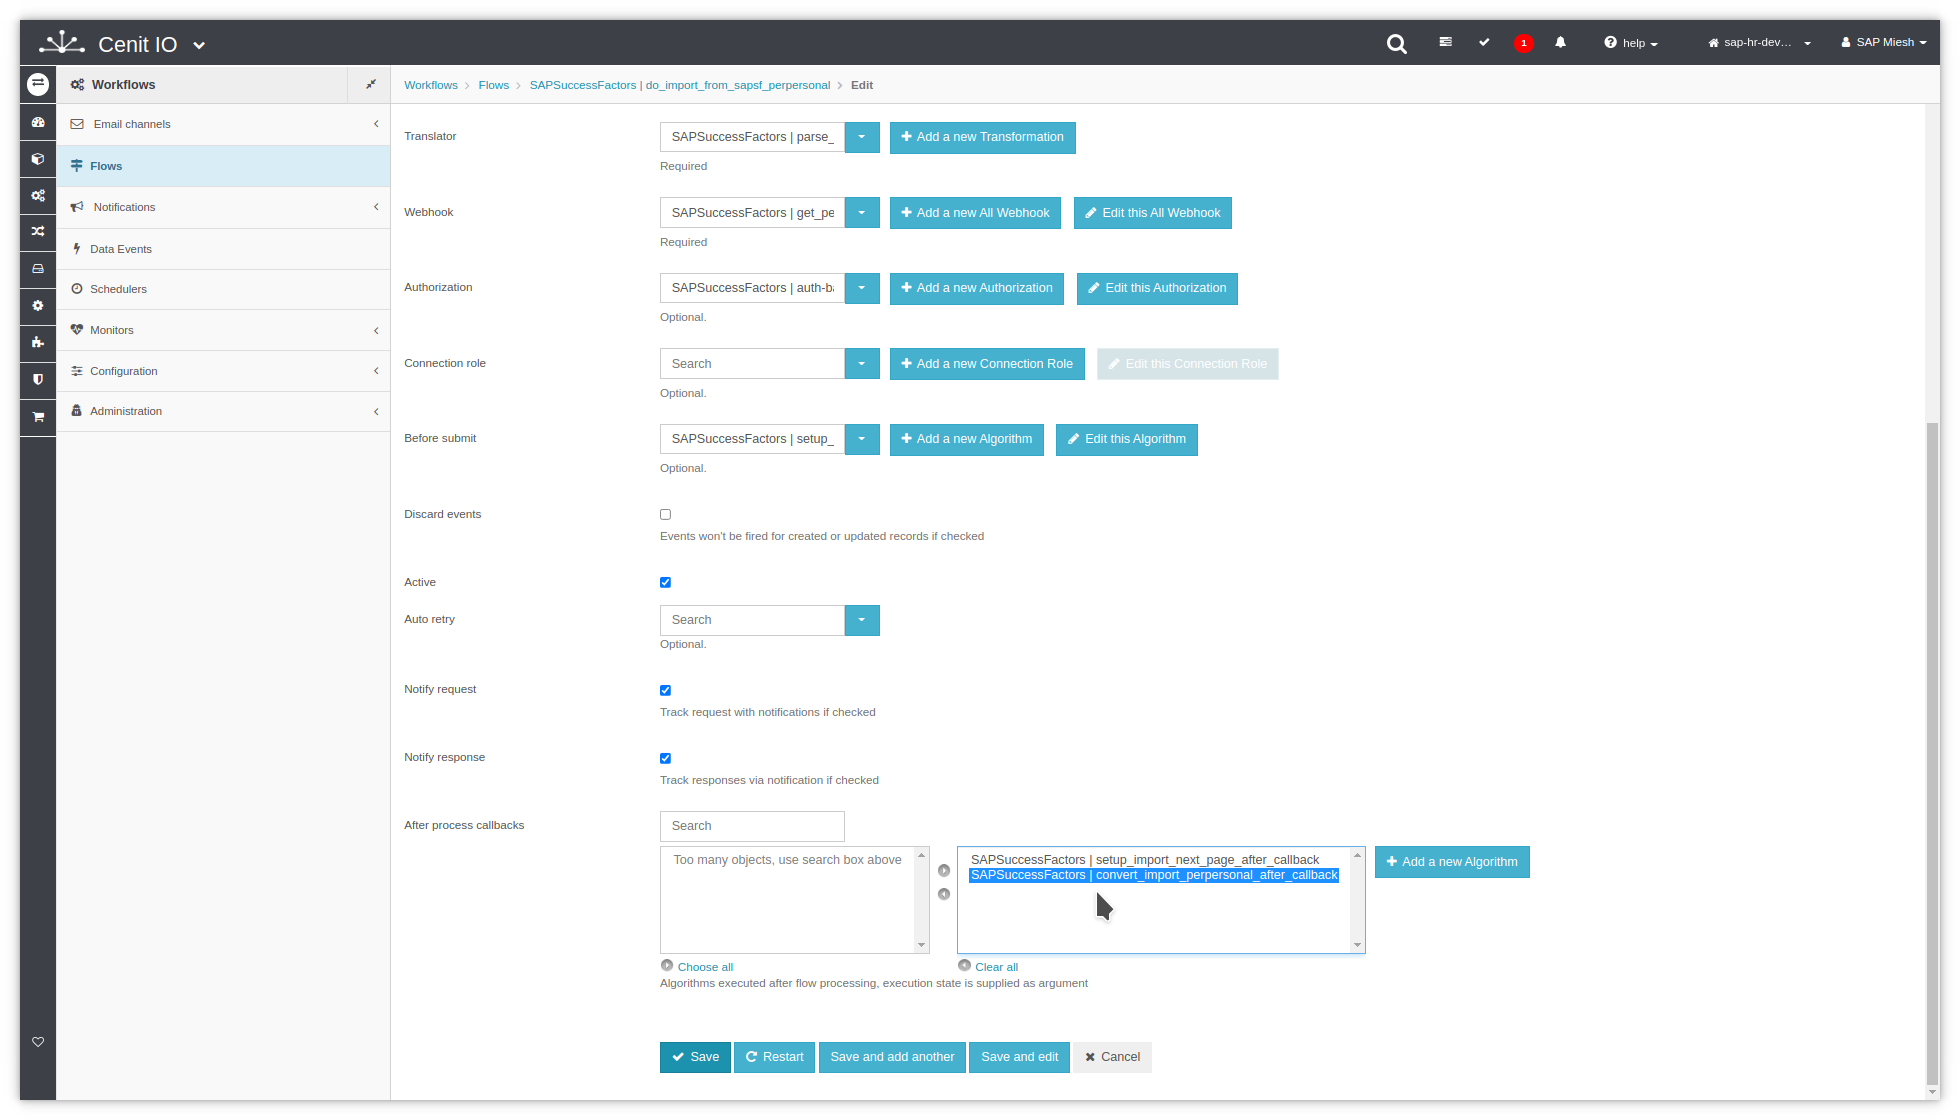 Cenit IO
1
help
sap-hr-dev...
SAP Miesh
Workflows
Workflows > Flows > SAPSuccessFactors | do_import_from_sapsf_perpersonal > Edit
Email channels
Flows
Notifications
Data Events
Schedulers
Monitors
Configuration
Administration
Translator
SAPSuccessFactors | parse_
Add a new Transformation
Required
Webhook
SAPSuccessFactors | get_pe
Add a new All Webhook
Edit this All Webhook
Required
Authorization
SAPSuccessFactors | auth-ba
Add a new Authorization
Edit this Authorization
Optional.
Connection role
Search
Add a new Connection Role
Edit this Connection Role
Optional.
Before submit
SAPSuccessFactors | setup_
Add a new Algorithm
Edit this Algorithm
Optional.
Discard events
Events won't be fired for created or updated records if checked
Active
Auto retry
Search
Optional.
Notify request
Track request with notifications if checked
Notify response
Track responses via notification if checked
After process callbacks
Search
Too many objects, use search box above
SAPSuccessFactors | setup_import_next_page_after_callback
SAPSuccessFactors | convert_import_perpersonal_after_callback
Add a new Algorithm
Choose all
Clear all
Algorithms executed after flow processing, execution state is supplied as argument
Save
Restart
Save and add another
Save and edit
Cancel